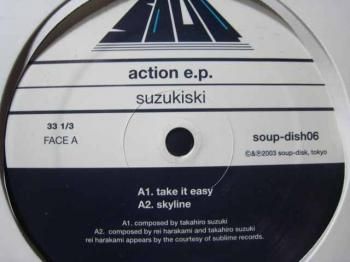 action e.p.
suzukiski
33 1/3
FACE A
soup-dish06
©&℗2003 soup-disk, tokyo
A1. take it easy
A2. skyline
A1. composed by takahiro suzuki
A2. composed by rei harakami and takahiro suzuki
rei harakami appears by the courtesy of sublime records.